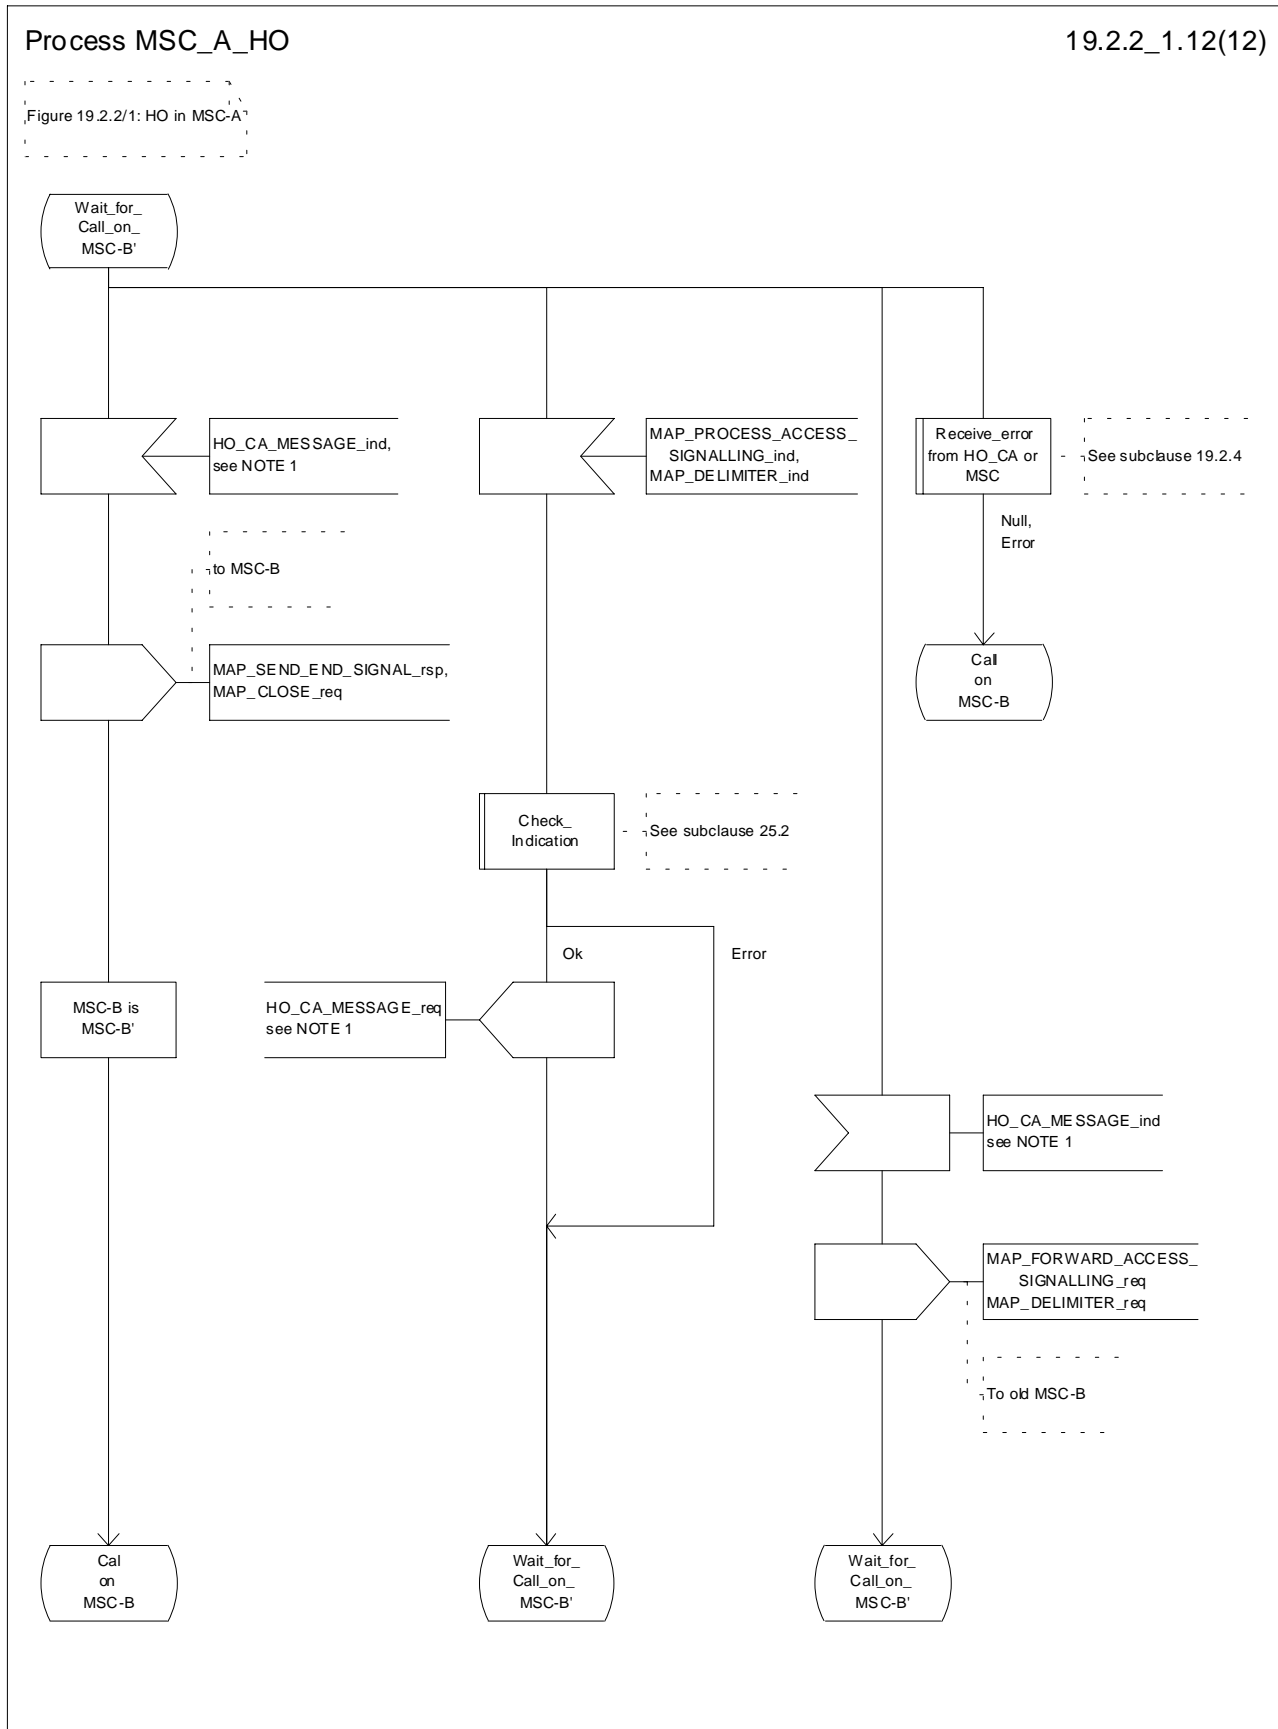 Process MSC_A_HO
19.2.2_1.12(12)
Figure 19.2.2/1: HO in MSC-A
Wait_for_
Call_on_
MSC-B'
HO_CA_MESSAGE_ind,
see NOTE 1
MAP_PROCESS_ACCESS_
SIGNALLING_ind,
MAP_DELIMITER_ind
Receive_error
from HO_CA or
MSC
See subclause 19.2.4
Null,
Error
to MSC-B
MAP_SEND_END_SIGNAL_rsp,
MAP_CLOSE_req
Call
on
MSC-B
Check_
Indication
See subclause 25.2
Ok
Error
MSC-B is
MSC-B'
HO_CA_MESSAGE_req
see NOTE 1
HO_CA_MESSAGE_ind
see NOTE 1
MAP_FORWARD_ACCESS_
SIGNALLING_req
MAP_DELIMITER_req
To old MSC-B
Cal
on
MSC-B
Wait_for_
Call_on_
MSC-B'
Wait_for_
Call_on_
MSC-B'